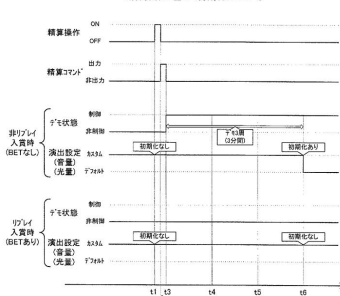 精算操作
ON
OFF
精算コマンド
出力
非出力
非リプレイ
入賞時
(BETなし)
デモ状態
制御
非制御
デモ3周
(3分間)
演出設定
(音量)
(光量)
カスタム
デフォルト
初期化なし
初期化あり
リプレイ
入賞時
(BETあり)
デモ状態
制御
非制御
演出設定
(音量)
(光量)
カスタム
デフォルト
初期化なし
初期化なし
t1
t3
t4
t5
t6